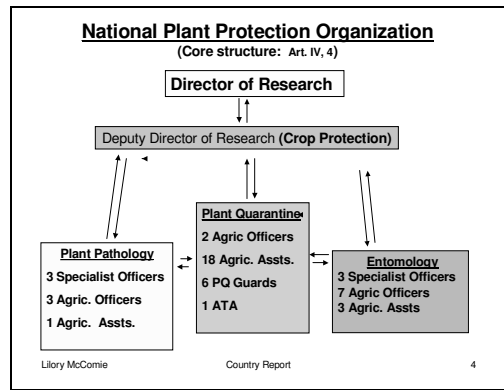 National Plant Protection Organization
(Core structure: Art. IV, 4)
Director of Research
Deputy Director of Research (Crop Protection)
Plant Pathology
3 Specialist Officers
3 Agric. Officers
1 Agric. Assts.
Plant Quarantine
2 Agric Officers
18 Agric. Assts.
6 PQ Guards
1 ATA
Entomology
3 Specialist Officers
7 Agric Officers
3 Agric. Assts
Lilory McComie
Country Report
4